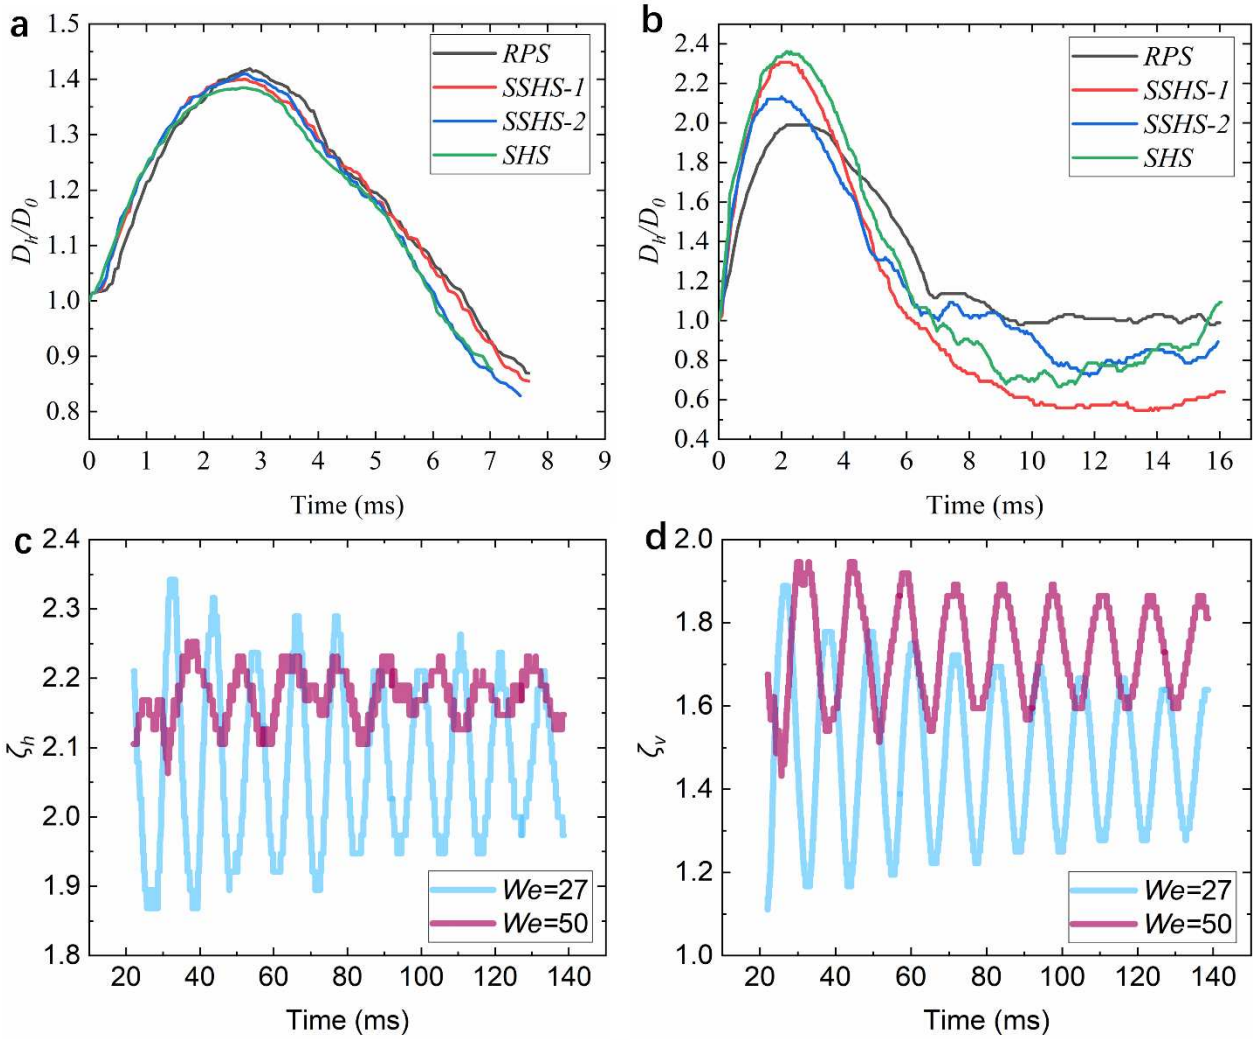 a
1.5
1.4
1.3
1.2
1.1
1.0
0.9
0.8
D_h/D_0
RPS
SSHS-1
SSHS-2
SHS
0 1 2 3 4 5 6 7 8 9
Time (ms)
b
2.4
2.2
2.0
1.8
1.6
1.4
1.2
1.0
0.8
0.6
0.4
D_h/D_0
RPS
SSHS-1
SSHS-2
SHS
0 2 4 6 8 10 12 14 16
Time (ms)
c
2.4
2.3
2.2
2.1
2.0
1.9
1.8
ζ_h
We=27
We=50
20 40 60 80 100 120 140
Time (ms)
d
2.0
1.8
1.6
1.4
1.2
1.0
ζ_v
We=27
We=50
20 40 60 80 100 120 140
Time (ms)